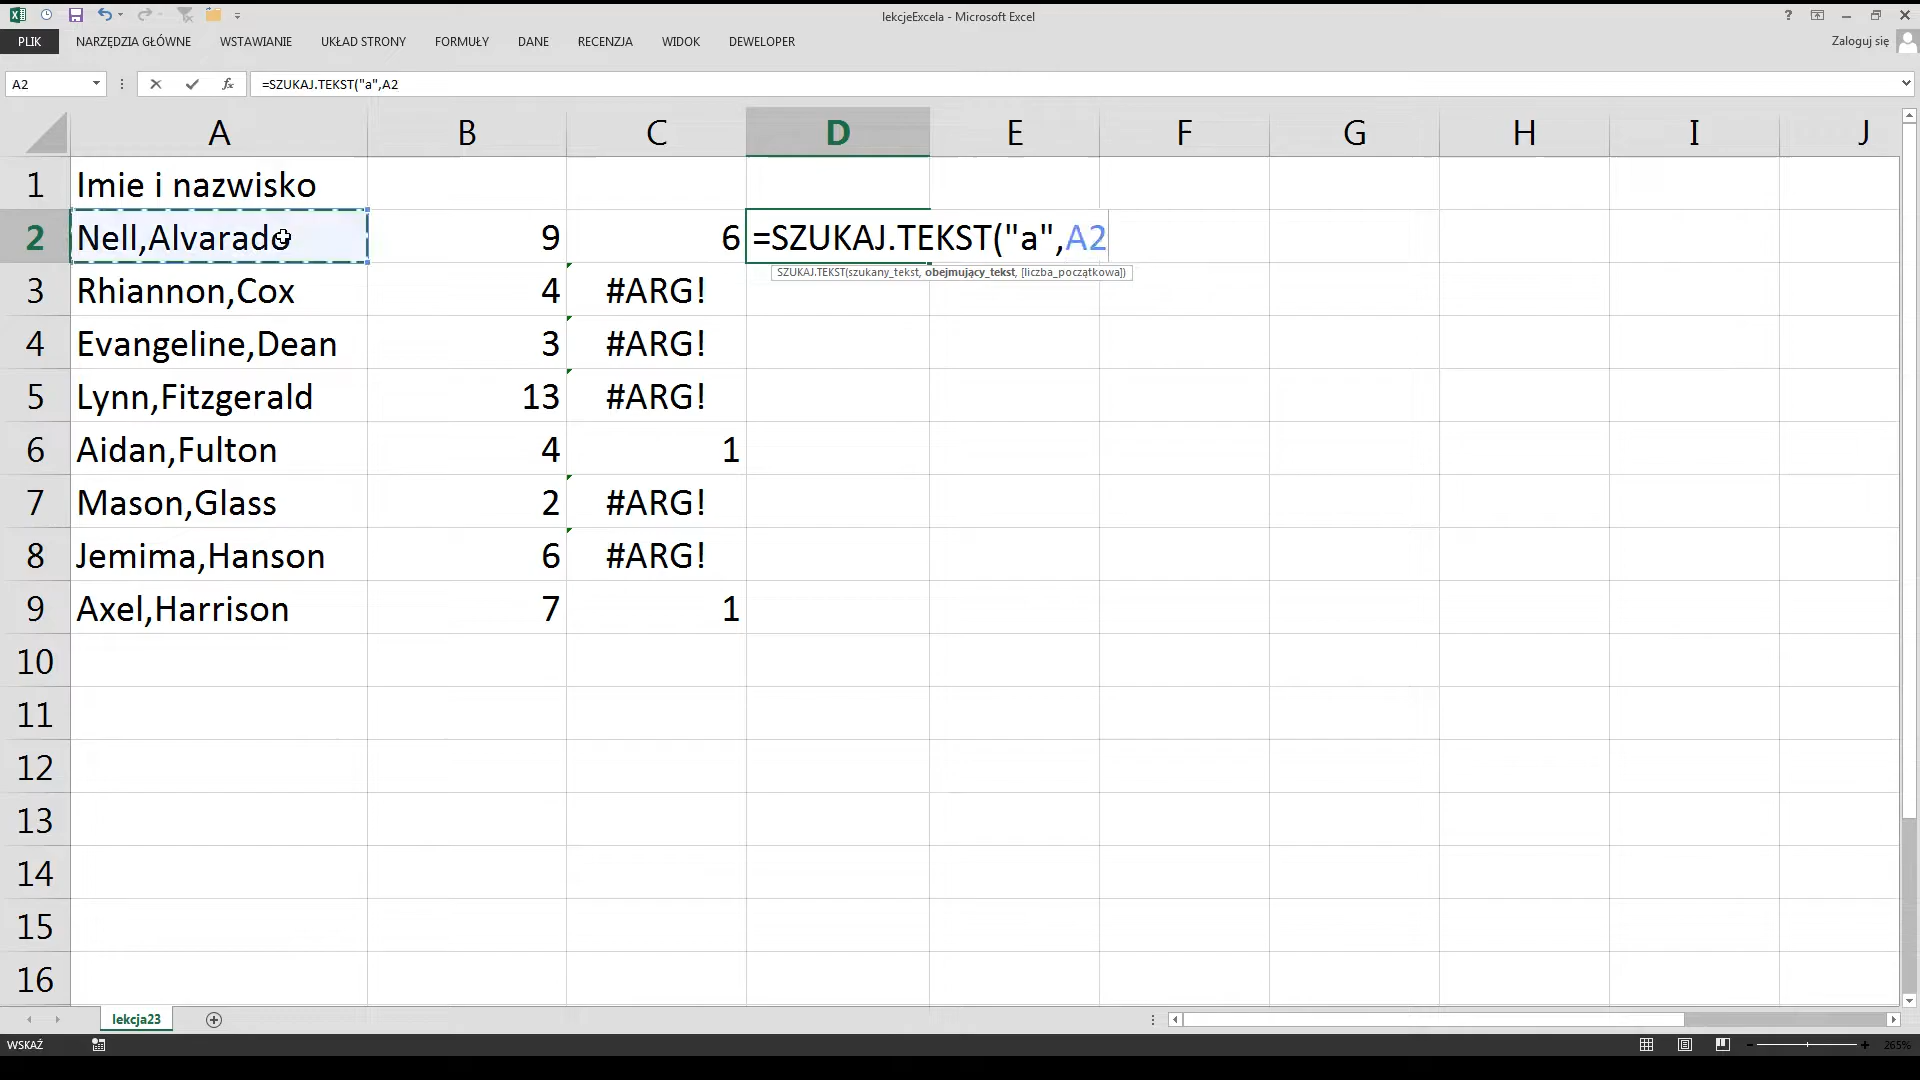 lekcjeExcela - Microsoft Excel
?
PLIK NARZĘDZIA GŁÓWNE WSTAWIANIE UKŁAD STRONY FORMUŁY DANE RECENZJA WIDOK DEWELOPER Zaloguj się
A2 fx =SZUKAJ.TEKST("a",A2
A B C D E F G H I J
1 Imie i nazwisko
2 Nell,Alvarado 9 6 =SZUKAJ.TEKST("a",A2
SZUKAJ.TEKST(szukany_tekst, obejmujący_tekst, [liczba_początkowa])
3 Rhiannon,Cox 4 #ARG!
4 Evangeline,Dean 3 #ARG!
5 Lynn,Fitzgerald 13 #ARG!
6 Aidan,Fulton 4 1
7 Mason,Glass 2 #ARG!
8 Jemima,Hanson 6 #ARG!
9 Axel,Harrison 7 1
10
11
12
13
14
15
16
lekcja23
WSKAŻ 265%